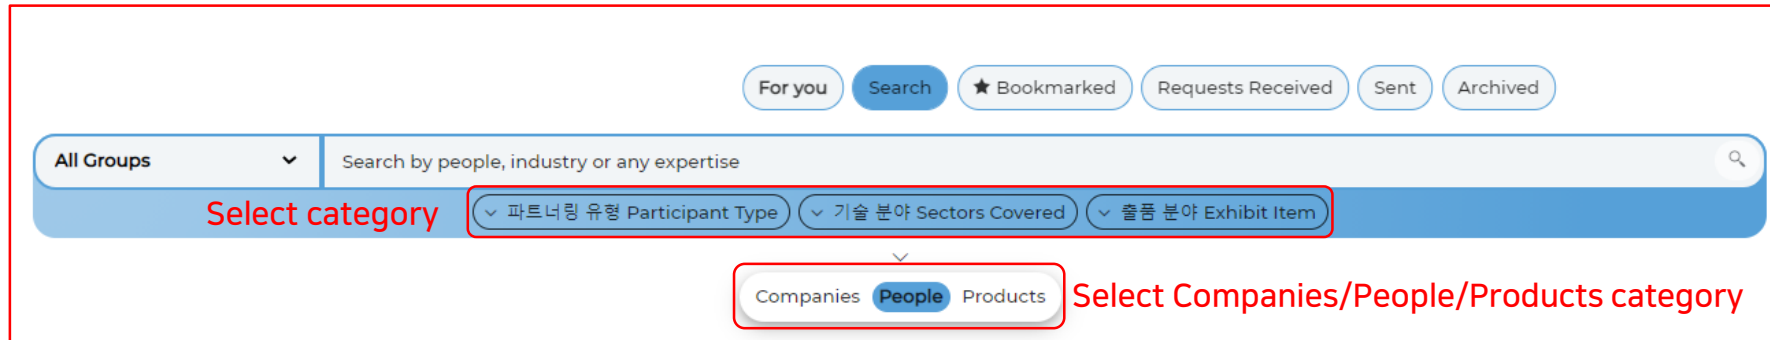 For you Search ★ Bookmarked Requests Received Sent Archived
All Groups Search by people, industry or any expertise
Select category 파트너링 유형 Participant Type 기술 분야 Sectors Covered 출품 분야 Exhibit Item
Companies People Products Select Companies/People/Products category